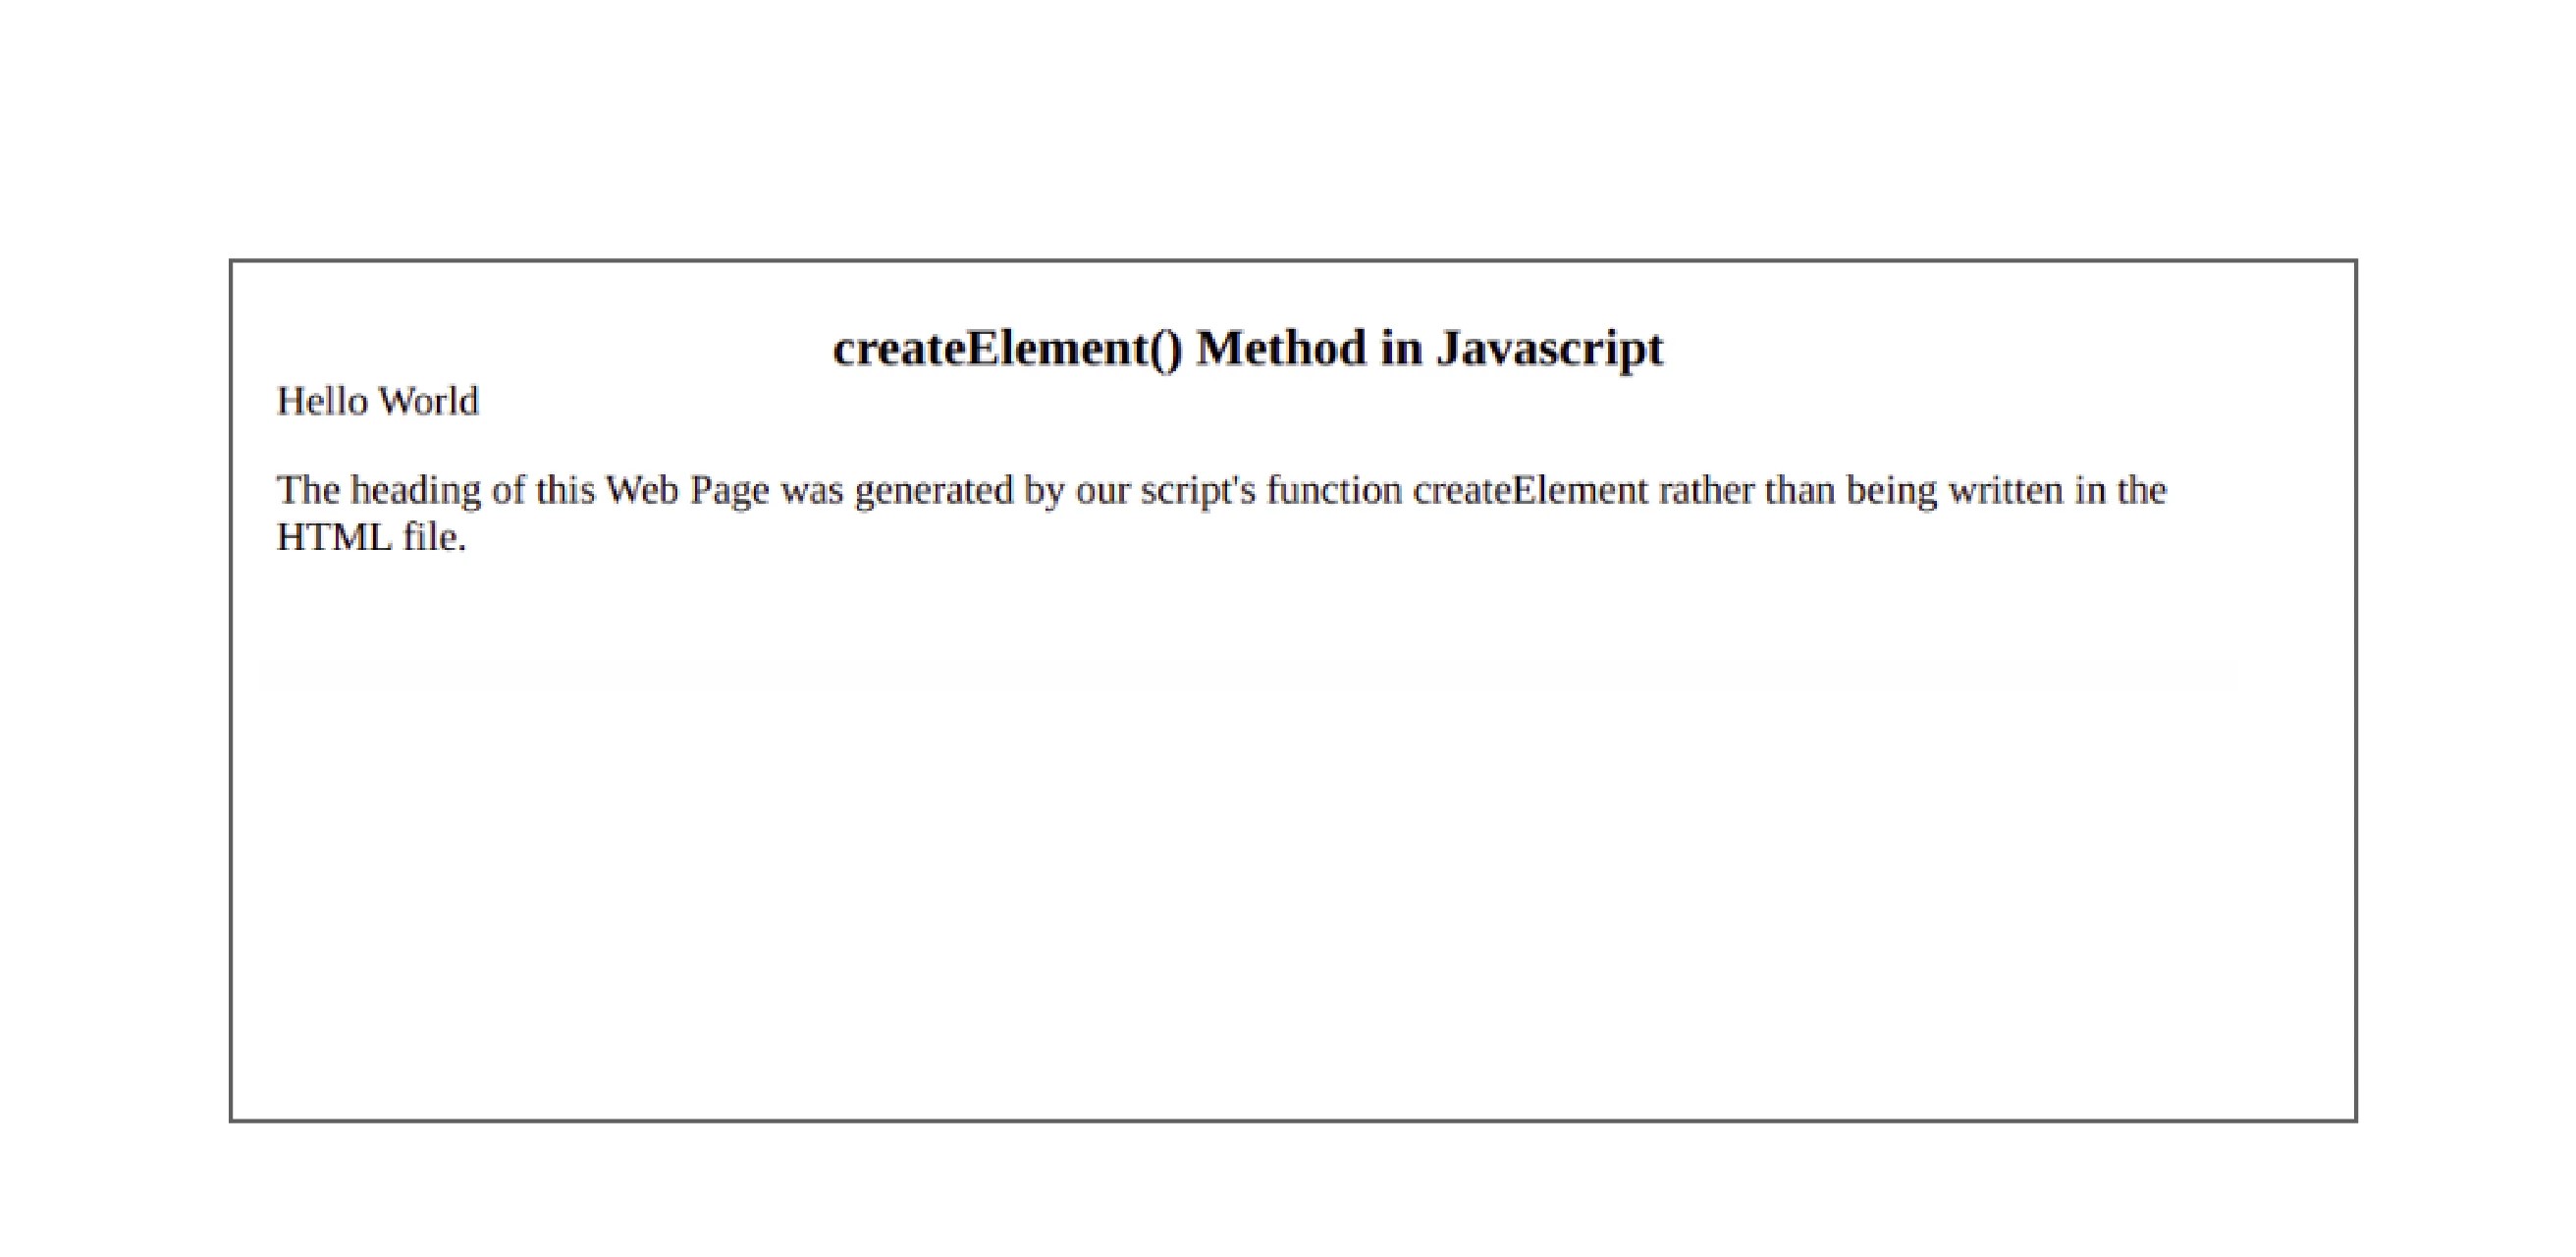 createElement() Method in Javascript
Hello World
The heading of this Web Page was generated by our script's function createElement rather than being written in the
HTML file.